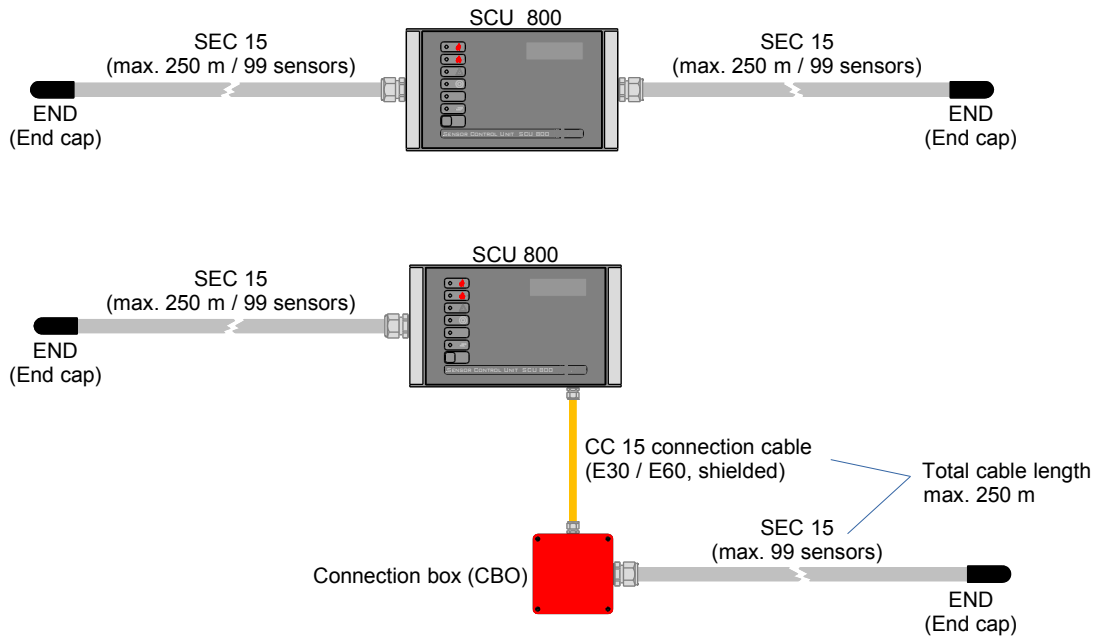 SCU 800
SEC 15
(max. 250 m / 99 sensors)
SEC 15
(max. 250 m / 99 sensors)
END
(End cap)
END
(End cap)
SENSOR CONTROL UNIT SCU 800
SCU 800
SEC 15
(max. 250 m / 99 sensors)
END
(End cap)
SENSOR CONTROL UNIT SCU 800
CC 15 connection cable
(E30 / E60, shielded)
Total cable length
max. 250 m
SEC 15
(max. 99 sensors)
Connection box (CBO)
END
(End cap)